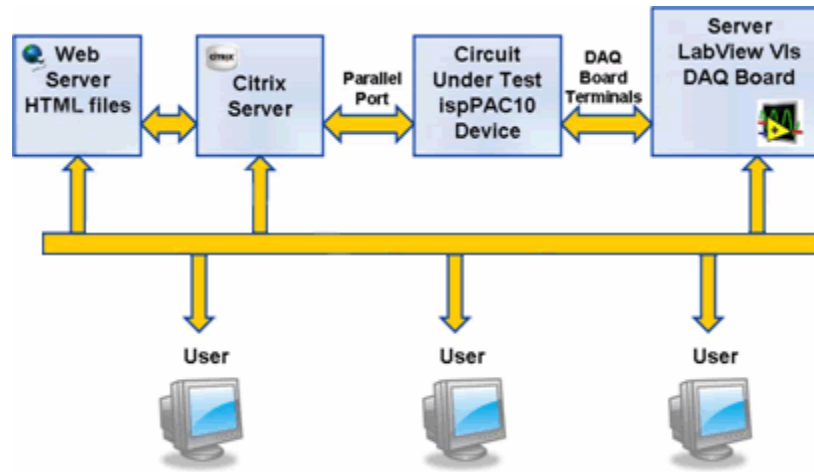 Web
Server
HTML files
CITRIX
Citrix
Server
Parallel
Port
Circuit
Under Test
ispPAC10
Device
DAQ
Board
Terminals
Server
LabView VIs
DAQ Board
User
User
User